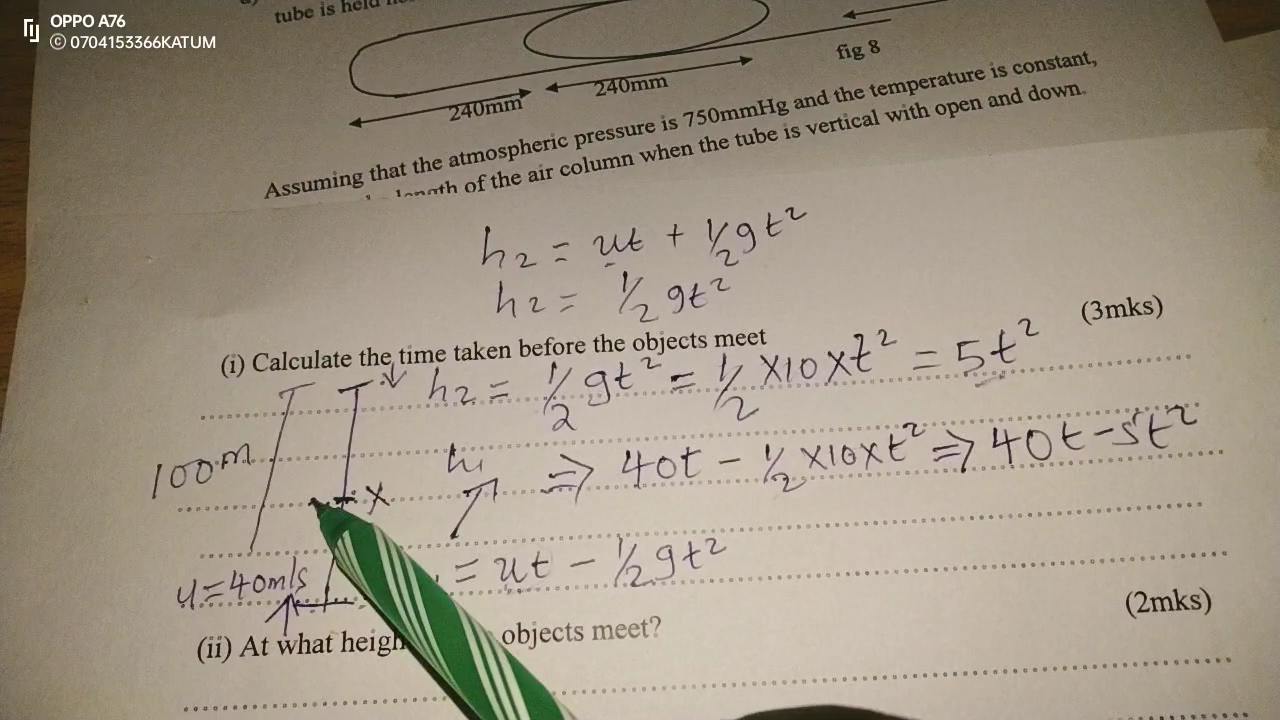 OPPO A76
© 0704153366KATUM
tube is held
fig 8
240mm
240mm
Assuming that the atmospheric pressure is 750mmHg and the temperature is constant,
length of the air column when the tube is vertical with open and down.
h₂ = ut + ½gt²
h₂ = ½gt²
(i) Calculate the time taken before the objects meet
(3mks)
h₂ = ½gt² = ½ × 10 × t² = 5t²
100m
h₁ ⇒ 40t - ½ × 10 × t² ⇒ 40t - 5t²
x
= ut - ½gt²
u = 40m/s
(ii) At what heigh objects meet?
(2mks)